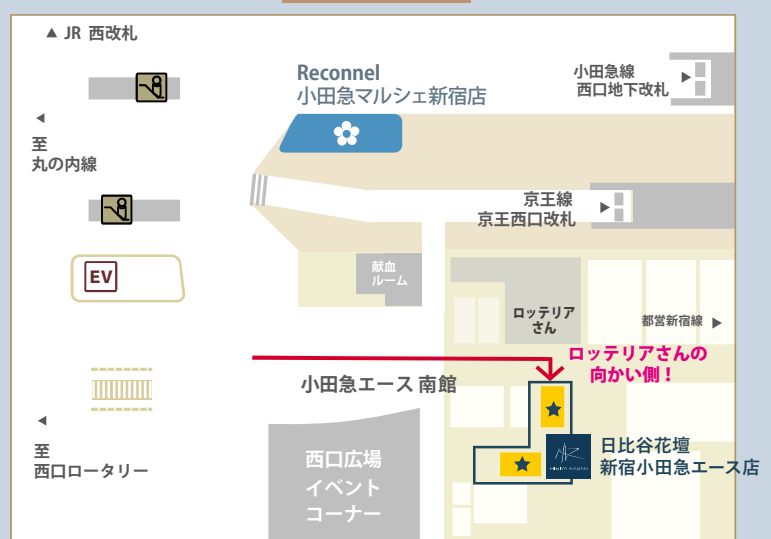 ▲ JR 西改札
Reconnel
小田急マルシェ新宿店
小田急線
西口地下改札 ▶
◀
至
丸の内線
京王線
京王西口改札 ▶
EV
献血
ルーム
ロッテリア
さん
都営新宿線 ▶
ロッテリアさんの
向かい側！
小田急エース 南館
◀
至
西口ロータリー
西口広場
イベント
コーナー
日比谷花壇
新宿小田急エース店
HIBIYA KADAN